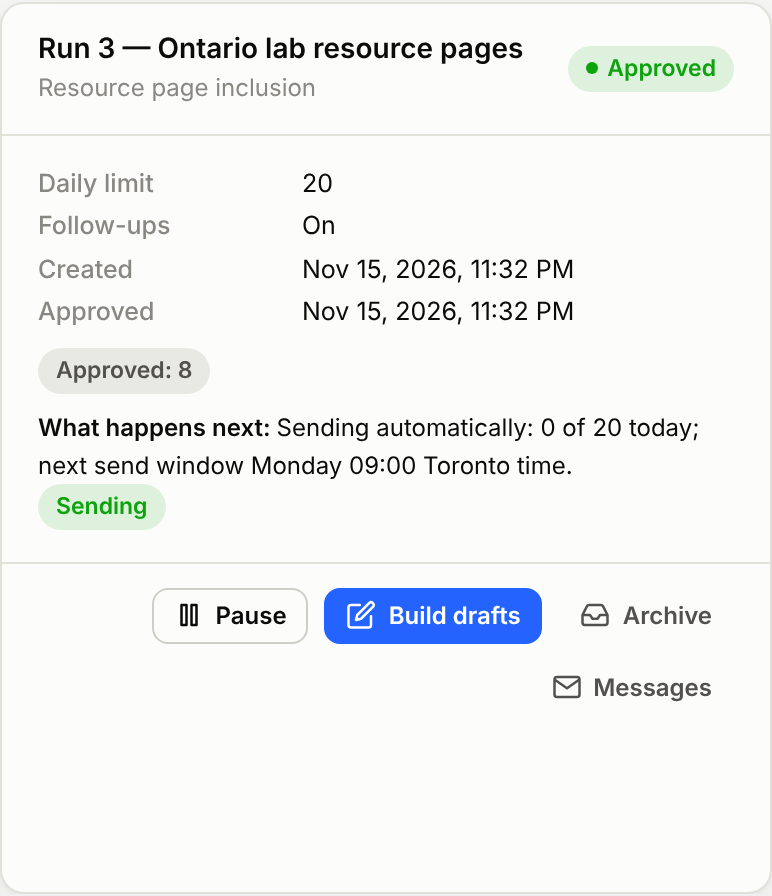 Run 3 — Ontario lab resource pages
Resource page inclusion
Approved
Daily limit 20
Follow-ups On
Created Nov 15, 2026, 11:32 PM
Approved Nov 15, 2026, 11:32 PM
Approved: 8
What happens next: Sending automatically: 0 of 20 today;
next send window Monday 09:00 Toronto time.
Sending
Pause Build drafts Archive
Messages